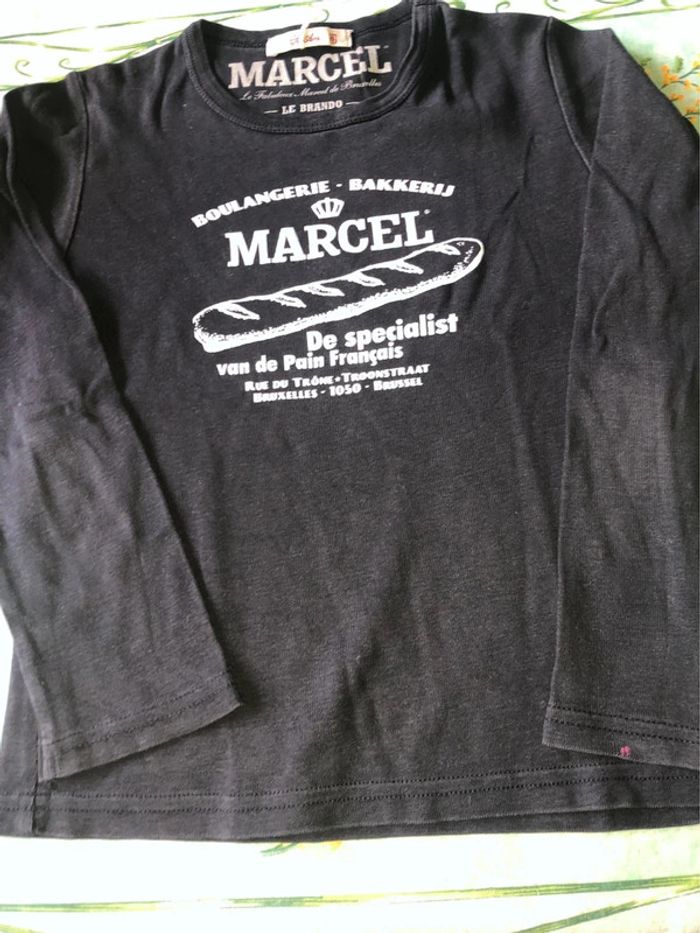 MARCEL
Le Fabuleux Marcel de Bruxelles
LE BRANDO
BOULANGERIE - BAKKERIJ
MARCEL
De specialist
van de Pain Français
RUE DU TRÔNE • TROONSTRAAT
BRUXELLES - 1050 - BRUSSEL